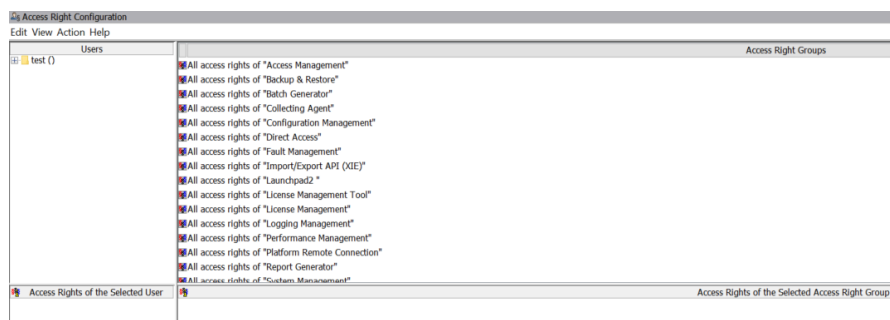 Access Right Configuration
Edit View Action Help
Users
Access Right Groups
test ()
All access rights of "Access Management"
All access rights of "Backup & Restore"
All access rights of "Batch Generator"
All access rights of "Collecting Agent"
All access rights of "Configuration Management"
All access rights of "Direct Access"
All access rights of "Fault Management"
All access rights of "Import/Export API (XIE)"
All access rights of "Launchpad2 "
All access rights of "License Management Tool"
All access rights of "License Management"
All access rights of "Logging Management"
All access rights of "Performance Management"
All access rights of "Platform Remote Connection"
All access rights of "Report Generator"
All access rights of "System Management"
Access Rights of the Selected User
Access Rights of the Selected Access Right Group